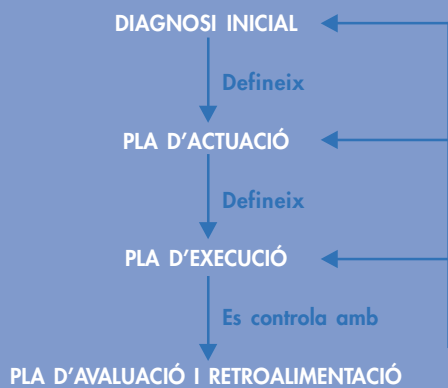 DIAGNOSI INICIAL
Defineix
PLA D'ACTUACIÓ
Defineix
PLA D'EXECUCIÓ
Es controla amb
PLA D'AVALUACIÓ I RETROALIMENTACIÓ